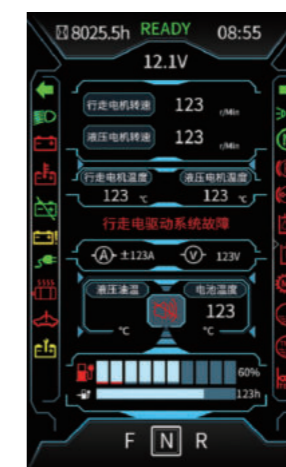 8025.5h READY 08:55
12.1V
行走电机转速 123 r/Min
液压电机转速 123 r/Min
行走电机温度 液压电机温度
123 ℃ 123 ℃
行走电驱动系统故障
A ±123A V 123V
液压油温 电池温度
123
℃ ℃
60%
123h
F N R